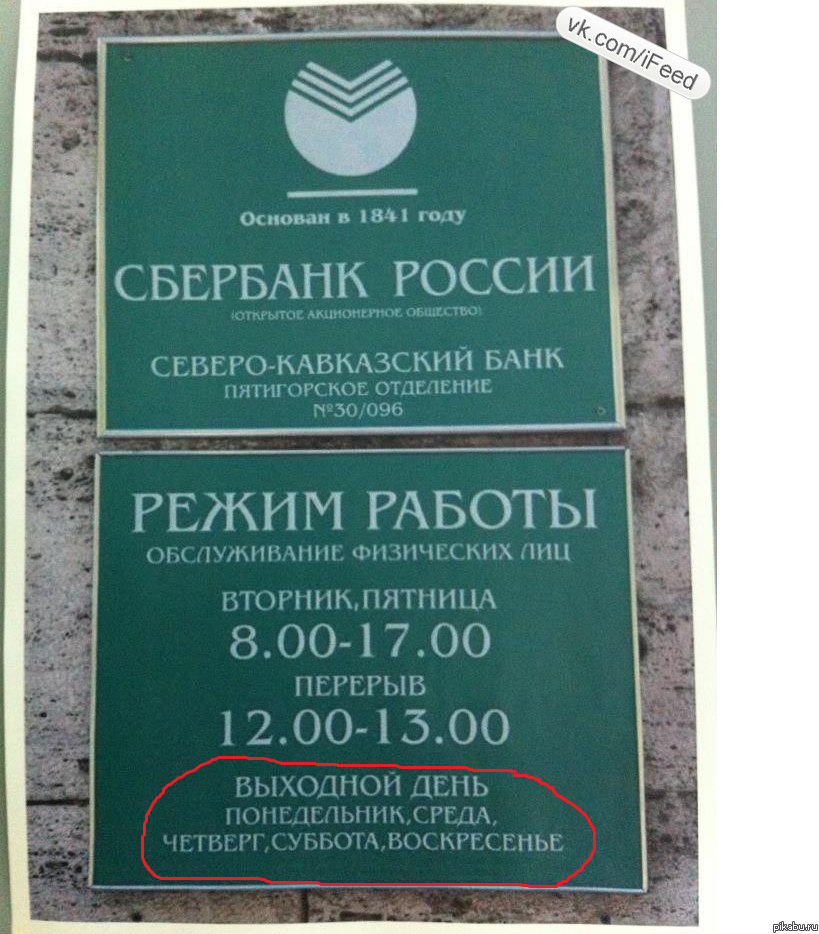 vk.com/iFeed
Основан в 1841 году
СБЕРБАНК РОССИИ
(ОТКРЫТОЕ АКЦИОНЕРНОЕ ОБЩЕСТВО)
СЕВЕРО-КАВКАЗСКИЙ БАНК
ПЯТИГОРСКОЕ ОТДЕЛЕНИЕ
№30/096
РЕЖИМ РАБОТЫ
ОБСЛУЖИВАНИЕ ФИЗИЧЕСКИХ ЛИЦ
ВТОРНИК,ПЯТНИЦА
8.00-17.00
ПЕРЕРЫВ
12.00-13.00
ВЫХОДНОЙ ДЕНЬ
ПОНЕДЕЛЬНИК,СРЕДА,
ЧЕТВЕРГ,СУББОТА,ВОСКРЕСЕНЬЕ
pikabu.ru